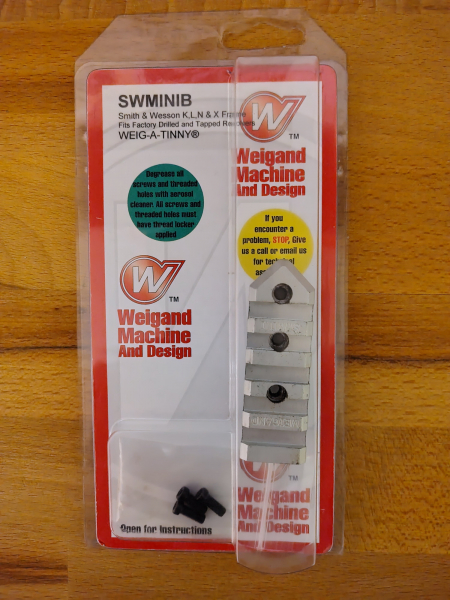 SWMINIB
Smith & Wesson K,L,N & X Frame
Fits Factory Drilled and Tapped Revolvers
WEIG-A-TINNY®
W
TM
Weigand
Machine
And Design
Degrease all
screws and threaded
holes with aerosol
cleaner. All screws and
threaded holes must
have thread locker
applied
If you
encounter a
problem, STOP, Give
us a call or email us
for technical
W
TM
Weigand
Machine
And Design
W
TM
Weigand
Machine
And Design
Open for Instructions